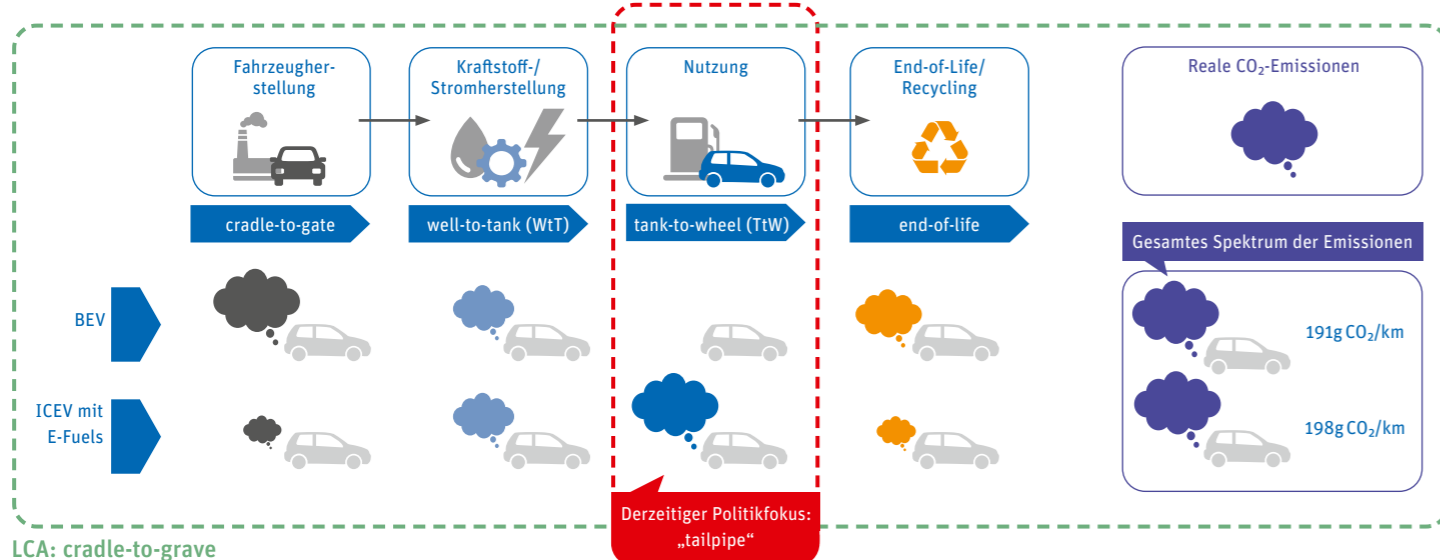 Fahrzeugher-
stellung
Kraftstoff-/
Stromherstellung
Nutzung
End-of-Life/
Recycling
Reale CO₂-Emissionen
cradle-to-gate
well-to-tank (WtT)
tank-to-wheel (TtW)
end-of-life
Gesamtes Spektrum der Emissionen
BEV
191g CO₂/km
ICEV mit
E-Fuels
198g CO₂/km
Derzeitiger Politikfokus:
„tailpipe“
LCA: cradle-to-grave